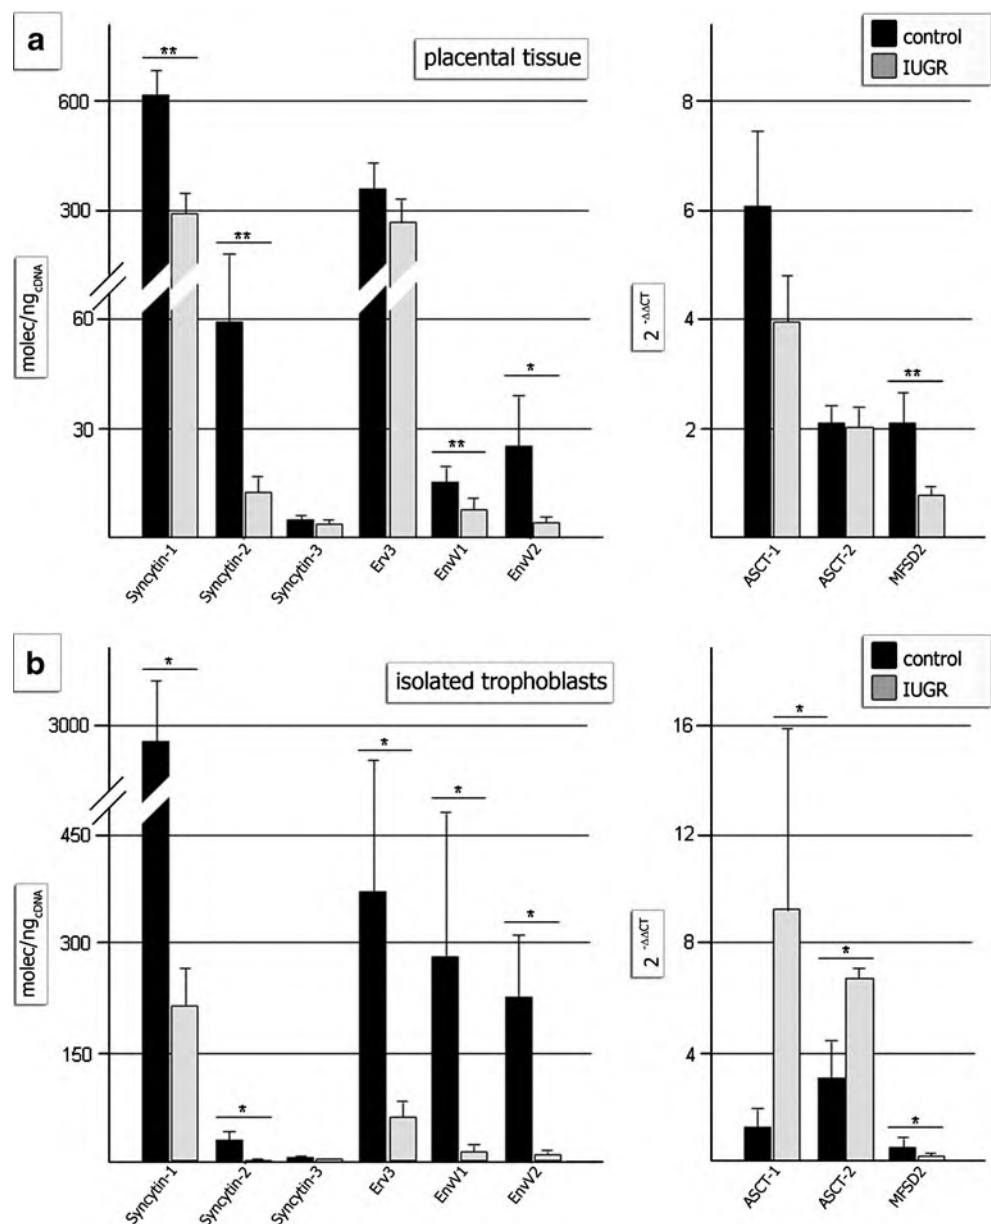 a
placental tissue
control
IUGR
**
**
**
*
600
300
60
30
molec/ng cDNA
Syncytin-1
Syncytin-2
Syncytin-3
Erv3
EnvV1
EnvV2
**
8
6
4
2
2 -ΔΔCT
ASCT-1
ASCT-2
MFSD2
b
isolated trophoblasts
control
IUGR
*
*
*
*
*
3000
450
300
150
molec/ng cDNA
Syncytin-1
Syncytin-2
Syncytin-3
Erv3
EnvV1
EnvV2
*
*
*
16
12
8
4
2 -ΔΔCT
ASCT-1
ASCT-2
MFSD2